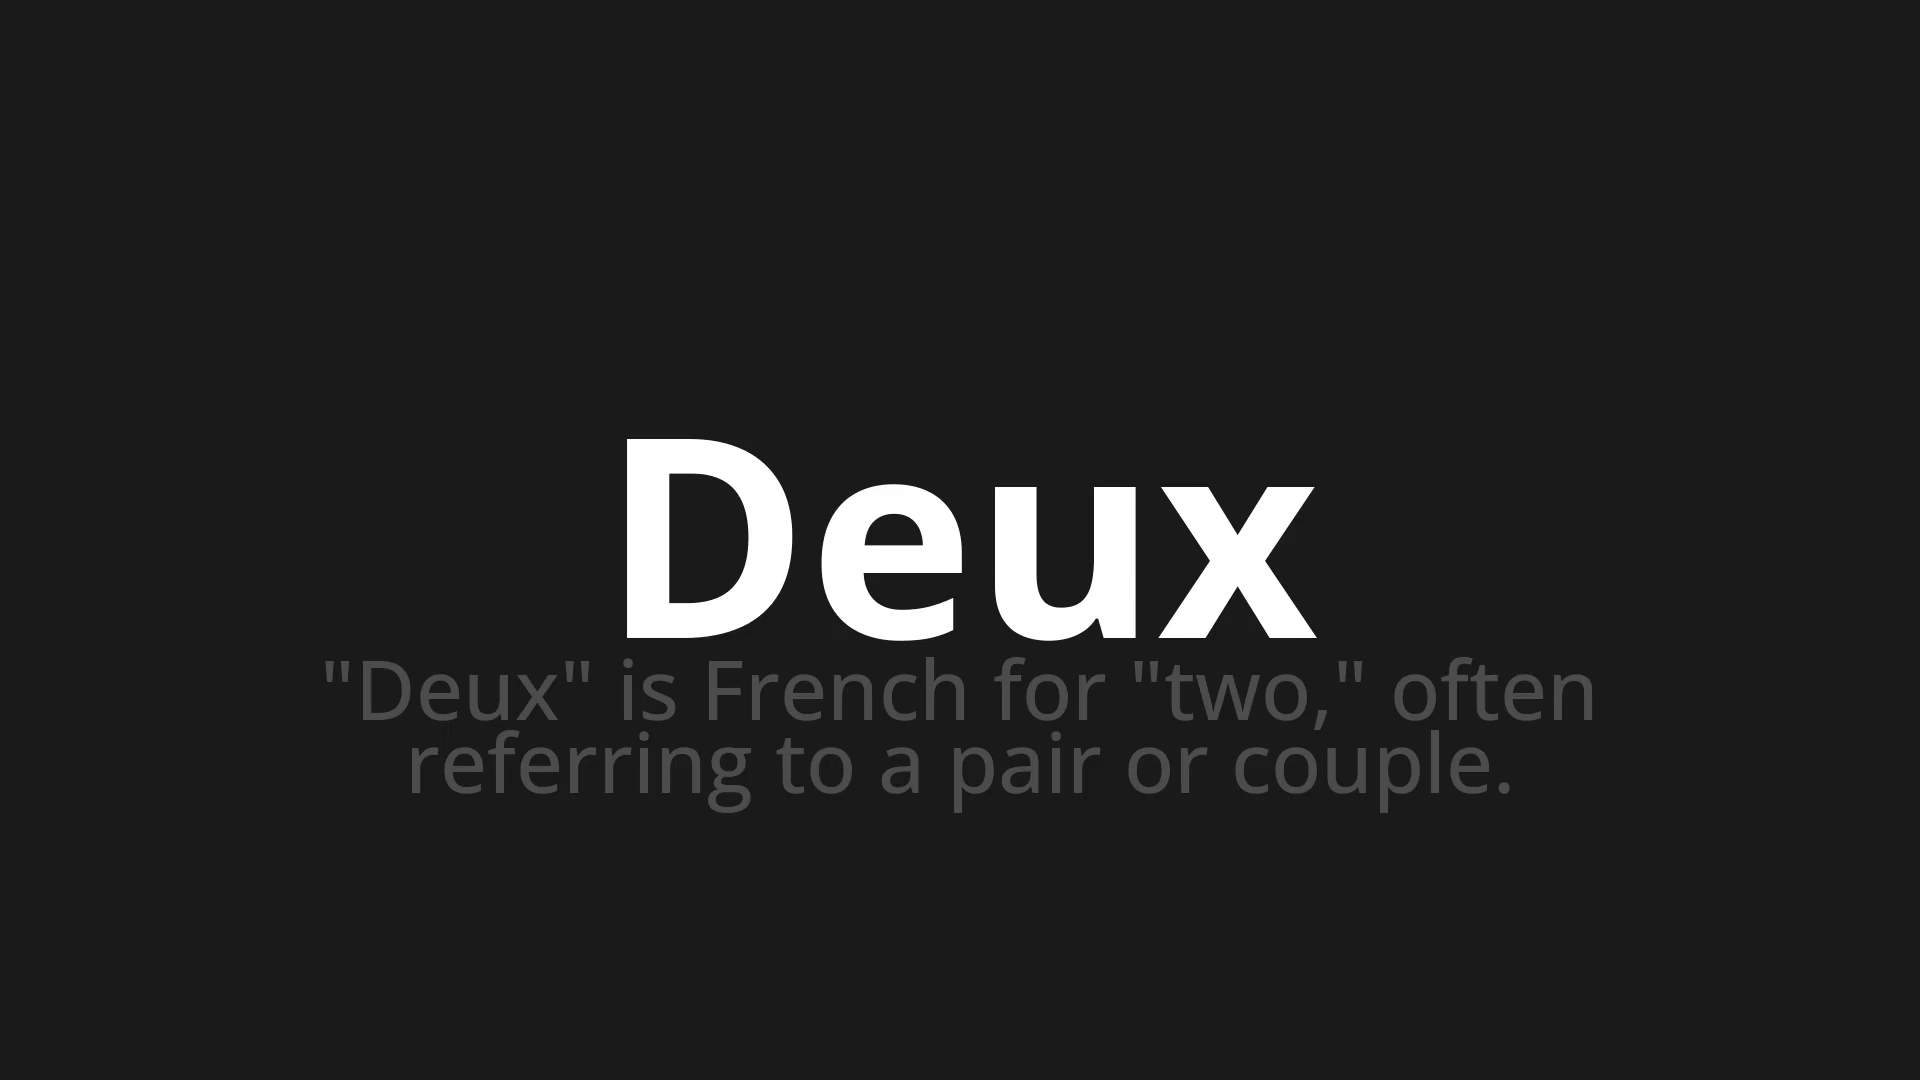 Deux
"Deux" is French for "two," often
referring to a pair or couple.